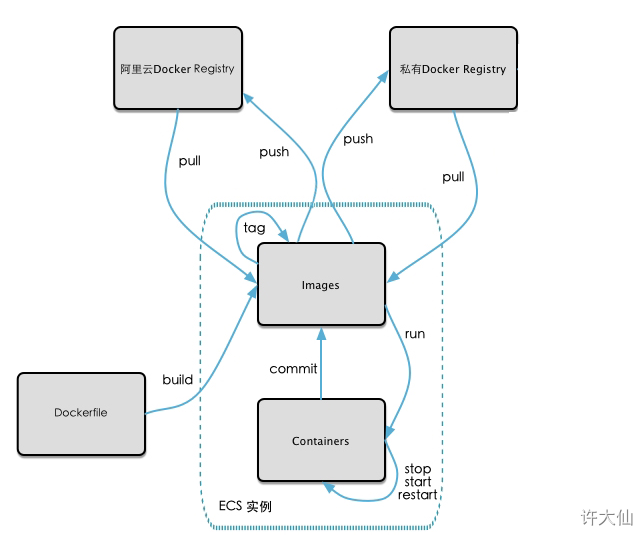 阿里云Docker Registry
私有Docker Registry
pull
push
push
pull
tag
Images
run
build
commit
Dockerfile
Containers
stop
start
restart
ECS 实例
许大仙